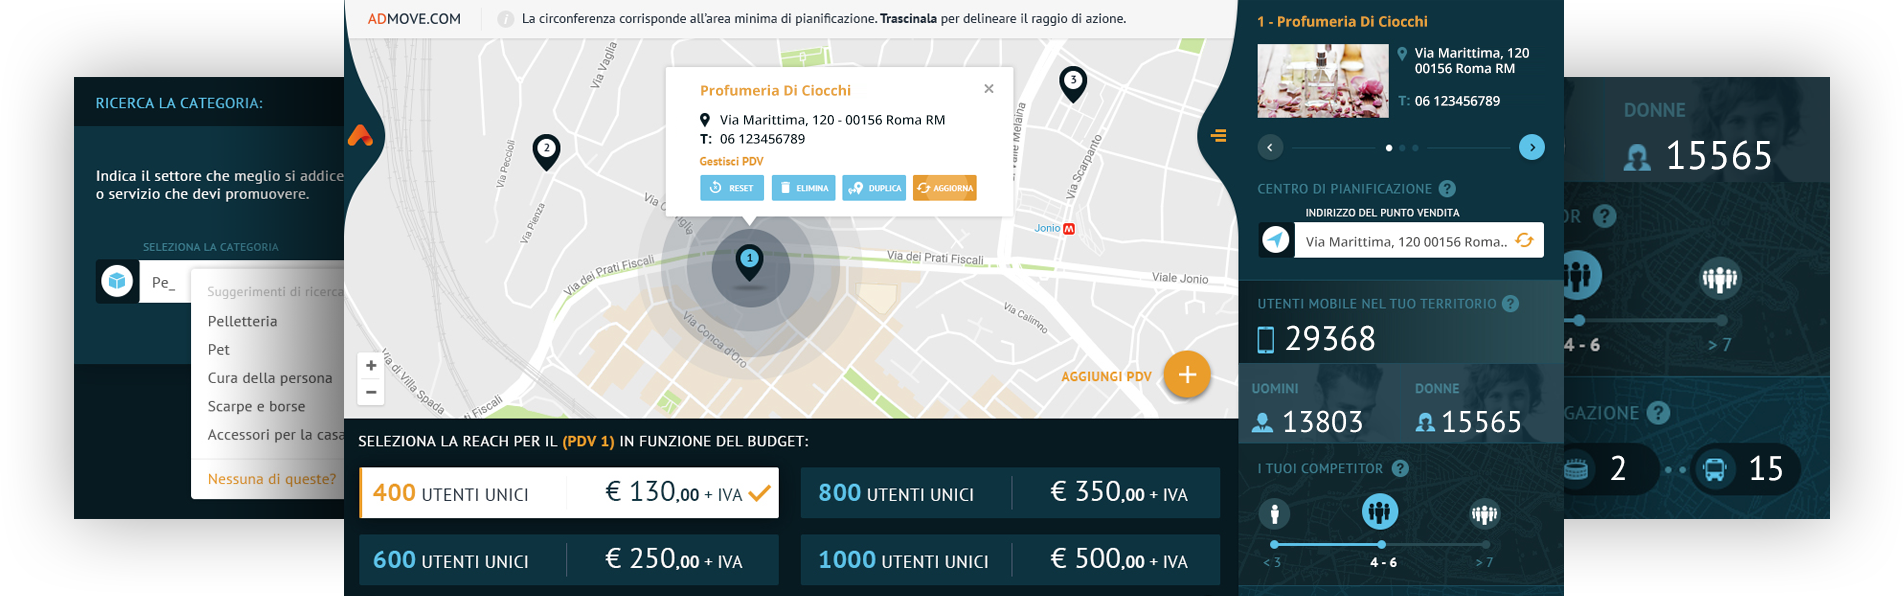 RICERCA LA CATEGORIA:
Indica il settore che meglio si addice
o servizio che devi promuovere.
SELEZIONA LA CATEGORIA
Pe_
Suggerimenti di ricerca
Pelletteria
Pet
Cura della persona
Scarpe e borse
Accessori per la casa
Nessuna di queste?
ADMOVE.COM
i La circonferenza corrisponde all'area minima di pianificazione. Trascinala per delineare il raggio di azione.
Via Vaglia
Via Peccioli
Via Pienza
2
3
Profumeria Di Ciocchi
×
Via Marittima, 120 - 00156 Roma RM
T: 06 123456789
Gestisci PDV
RESET
ELIMINA
DUPLICA
AGGIORNA
Melaina
Via Scarpanto
Jonio M
1
Via dei Prati Fiscali
Via dei Prati Fiscali
Viale Jonio
Via Conca d'Oro
Via Calimno
Via di Villa Spada
Fiscali
+
−
AGGIUNGI PDV +
SELEZIONA LA REACH PER IL (PDV 1) IN FUNZIONE DEL BUDGET:
400 UTENTI UNICI € 130,00 + IVA
800 UTENTI UNICI € 350,00 + IVA
600 UTENTI UNICI € 250,00 + IVA
1000 UTENTI UNICI € 500,00 + IVA
1 - Profumeria Di Ciocchi
Via Marittima, 120
00156 Roma RM
T: 06 123456789
CENTRO DI PIANIFICAZIONE ?
INDIRIZZO DEL PUNTO VENDITA
Via Marittima, 120 00156 Roma..
UTENTI MOBILE NEL TUO TERRITORIO ?
29368
UOMINI
13803
DONNE
15565
I TUOI COMPETITOR ?
< 3
4 - 6
> 7
DONNE
15565
OR ?
4 - 6
> 7
GAZIONE ?
2
15